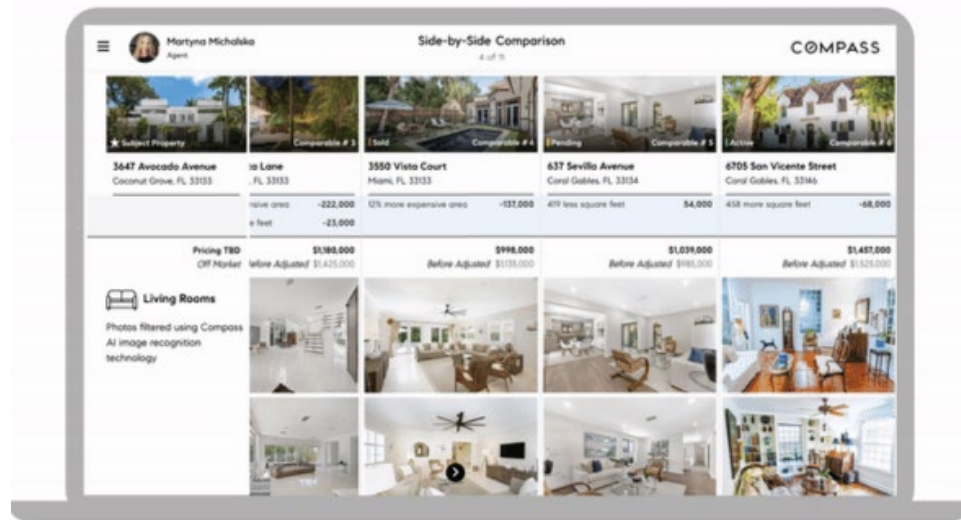 Martyna Michalska
Agent
Side-by-Side Comparison
4 of 11
COMPASS
Subject Property
Comparable # 3
Sold
Comparable # 4
Pending
Comparable # 5
Active
Comparable # 6
3647 Avocado Avenue
Coconut Grove, FL 33133
Lane
, FL 33133
3550 Vista Court
Miami, FL 33133
637 Sevilla Avenue
Coral Gables, FL 33134
6705 San Vicente Street
Coral Gables, FL 33146
nsive area -222,000
e feet -23,000
12% more expensive area -137,000
419 less square feet 54,000
458 more square feet -68,000
Pricing TBD
Off Market
$1,180,000
Before Adjusted $1,425,000
$998,000
Before Adjusted $1,135,000
$1,039,000
Before Adjusted $985,000
$1,457,000
Before Adjusted $1,525,000
Living Rooms
Photos filtered using Compass
AI image recognition
technology